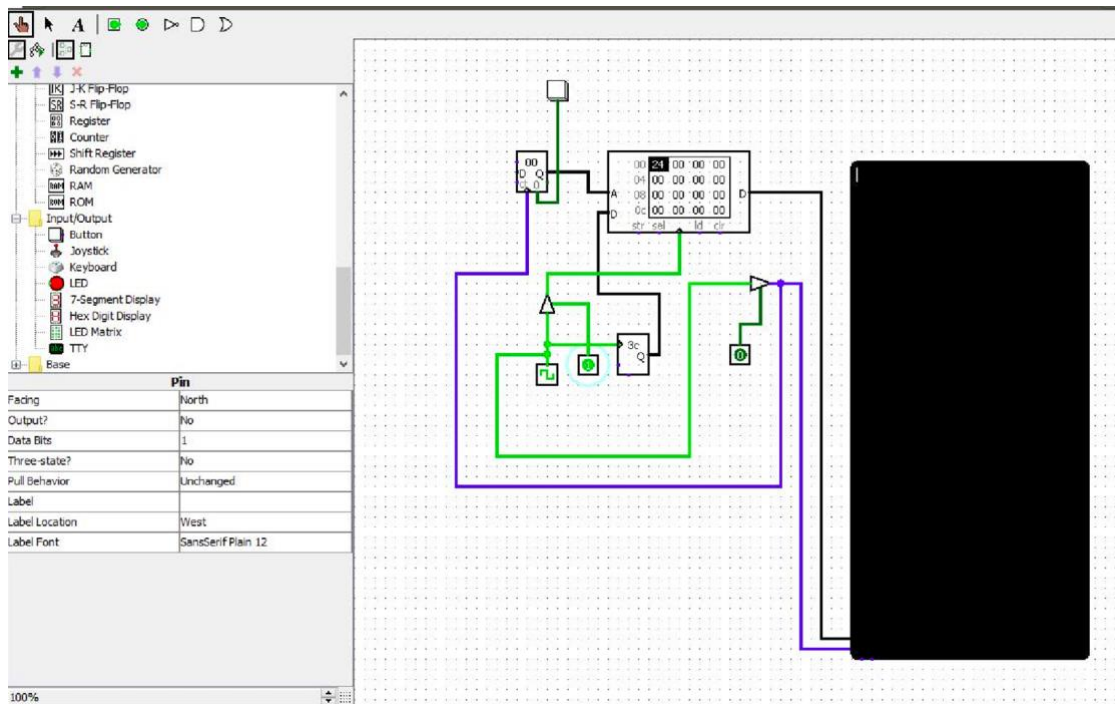 A
J-K Flip-Flop
S-R Flip-Flop
Register
Counter
Shift Register
Random Generator
RAM
ROM
Input/Output
Button
Joystick
Keyboard
LED
7-Segment Display
Hex Digit Display
LED Matrix
TTY
Base
Pin
Facing North
Output? No
Data Bits 1
Three-state? No
Pull Behavior Unchanged
Label
Label Location West
Label Font SansSerif Plain 12
100%
00
D Q
0
00 24 00 00 00
04 00 00 00 00
08 00 00 00 00
0c 00 00 00 00
A
D
D
str sel ld clr
3c
Q
0